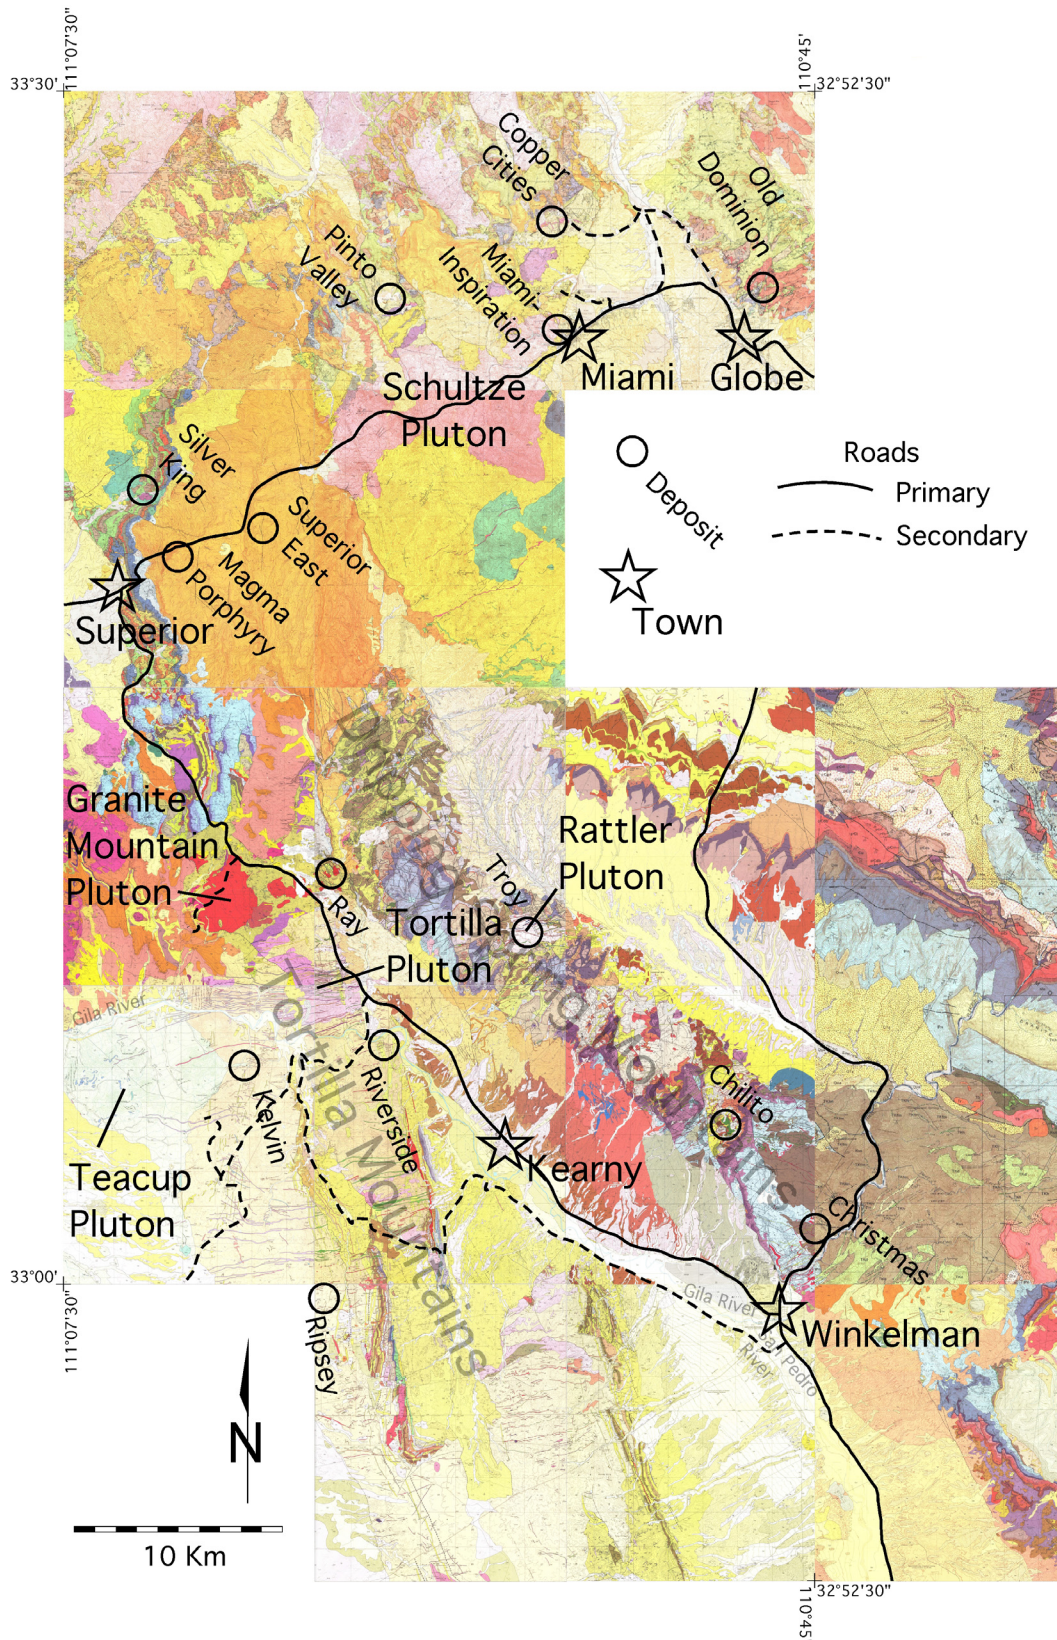 111°07'30"
110°45'
33°30'
32°52'30"
Copper
Cities
Old
Dominion
Pinto
Valley
Miami-
Inspiration
Miami
Globe
Schultze
Pluton
Silver
King
Superior
East
Magma
Porphyry
Superior
Roads
Deposit
Primary
Secondary
Town
Dripping Spring Mountains
Granite
Mountain
Pluton
Rattler
Pluton
Troy
Ray
Tortilla
Pluton
Gila River
Tortilla Mountains
Kelvin
Riverside
Chilito
Kearny
Teacup
Pluton
Christmas
33°00'
111°07'30"
Gila River
Winkelman
San Pedro
River
Ripsey
N
10 Km
32°52'30"
110°45